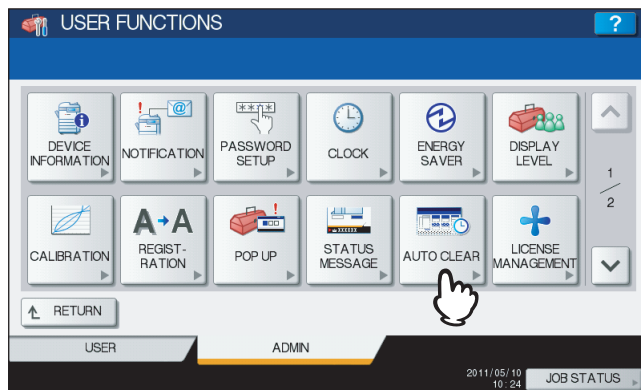 USER FUNCTIONS
?
! @
****
DEVICE
INFORMATION
NOTIFICATION
PASSWORD
SETUP
CLOCK
ENERGY
SAVER
DISPLAY
LEVEL
1
2
A A
!
CALIBRATION
REGIST-
RATION
POP UP
STATUS
MESSAGE
AUTO CLEAR
LICENSE
MANAGEMENT
RETURN
USER
ADMIN
2011/05/10
10:24
JOB STATUS